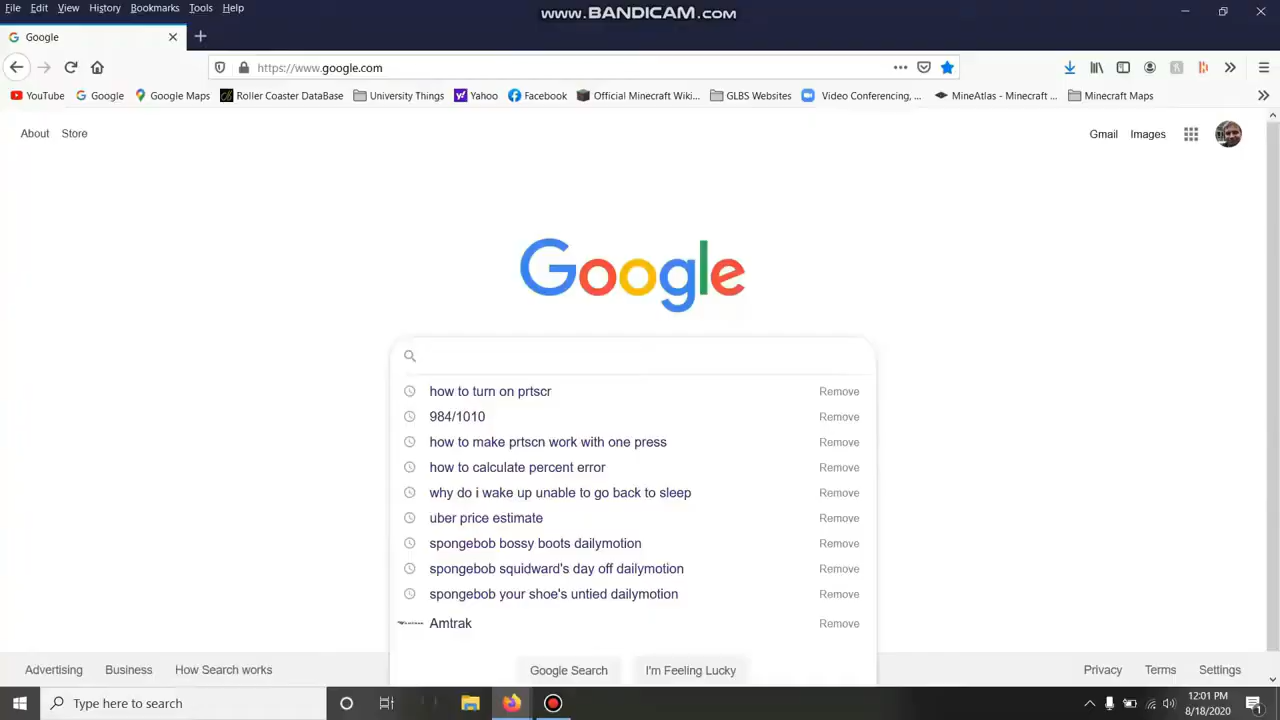 File Edit View History Bookmarks Tools Help
www.BANDICAM.com
Google
https://www.google.com
YouTube Google Google Maps Roller Coaster DataBase University Things Yahoo Facebook Official Minecraft Wiki... GLBS Websites Video Conferencing, ... MineAtlas - Minecraft ... Minecraft Maps
About Store
Gmail Images
Google
how to turn on prtscr Remove
984/1010 Remove
how to make prtscn work with one press Remove
how to calculate percent error Remove
why do i wake up unable to go back to sleep Remove
uber price estimate Remove
spongebob bossy boots dailymotion Remove
spongebob squidward's day off dailymotion Remove
spongebob your shoe's untied dailymotion Remove
Amtrak Remove
Google Search I'm Feeling Lucky
Advertising Business How Search works
Privacy Terms Settings
Type here to search
12:01 PM
8/18/2020
1